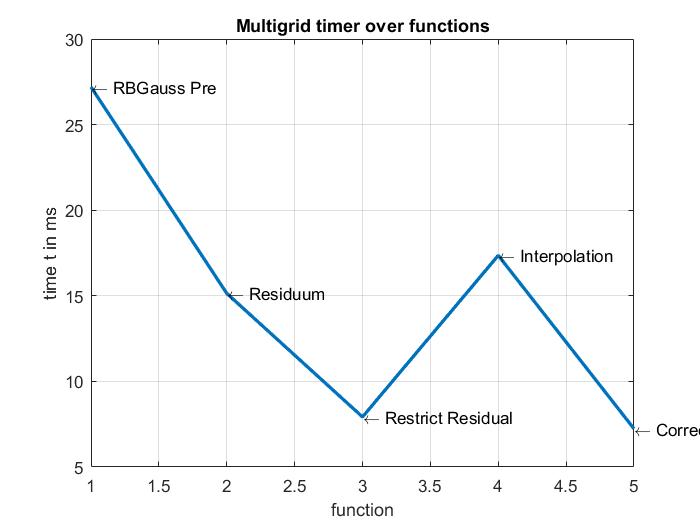 Multigrid timer over functions
30
25
20
15
10
5
time t in ms
← RBGauss Pre
← Residuum
← Restrict Residual
← Interpolation
←
1 1.5 2 2.5 3 3.5 4 4.5 5
function